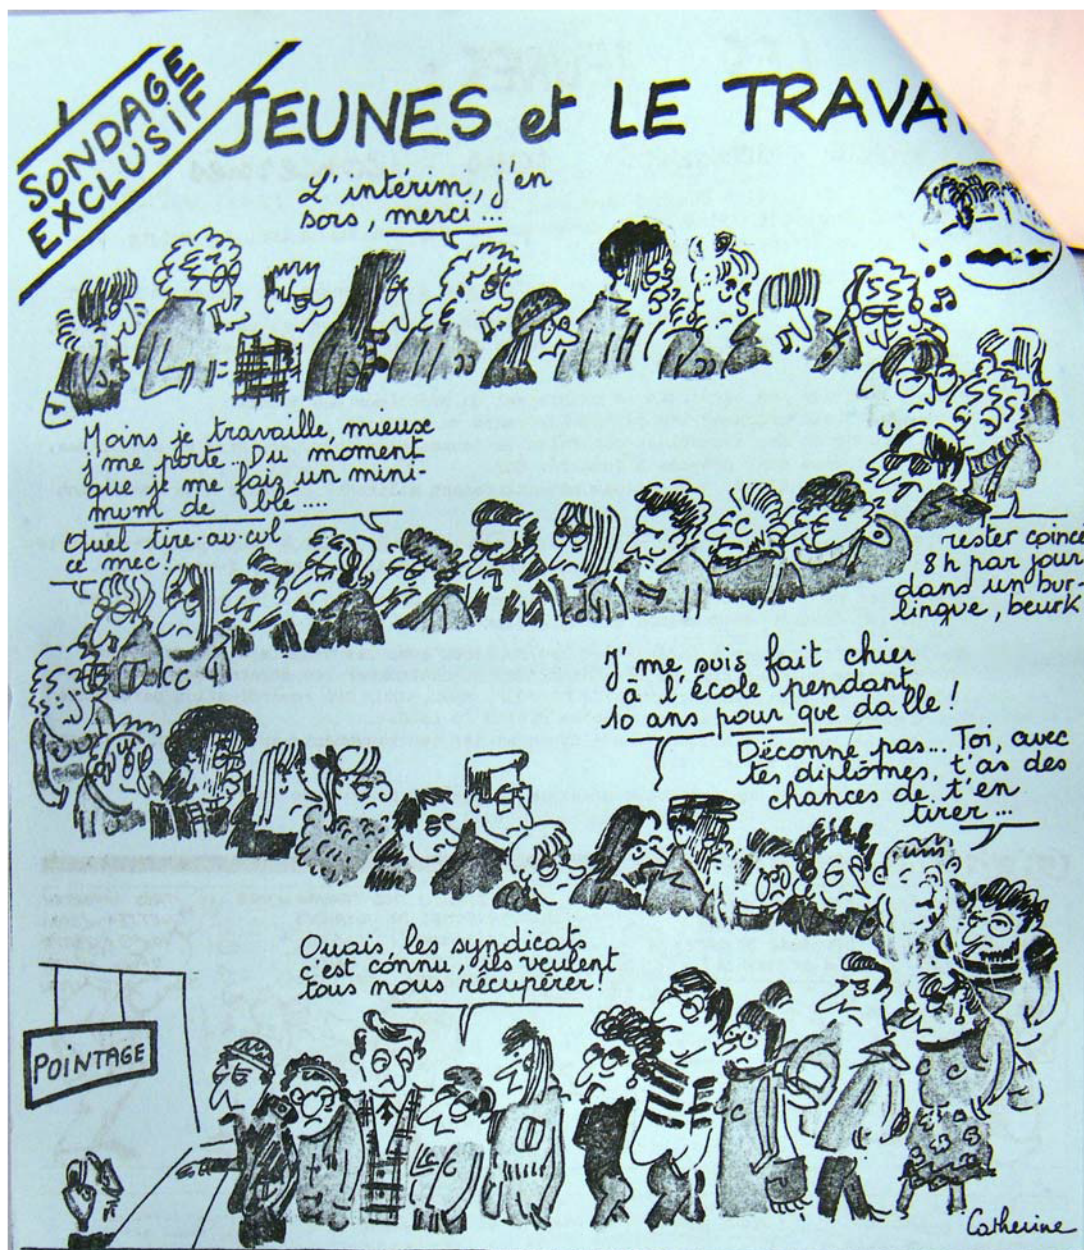 SONDAGE
EXCLUSIF
JEUNES et LE TRAVA
L'intérim, j'en
sors, merci...
Moins je travaille, mieux
j'me porte... Du moment
que je me fais un mini-
mum de blé....
Quel tire-au-cul
ce mec!
rester coincé
8h par jour
dans un bur-
lingue, beurk
J'me suis fait chier
à l'école pendant
10 ans pour que dalle!
Déconne pas... Toi, avec
tes diplômes, t'as des
chances de t'en
tirer...
Ouais, les syndicats
c'est connu, ils veulent
tous nous récupérer!
POINTAGE
Catherine